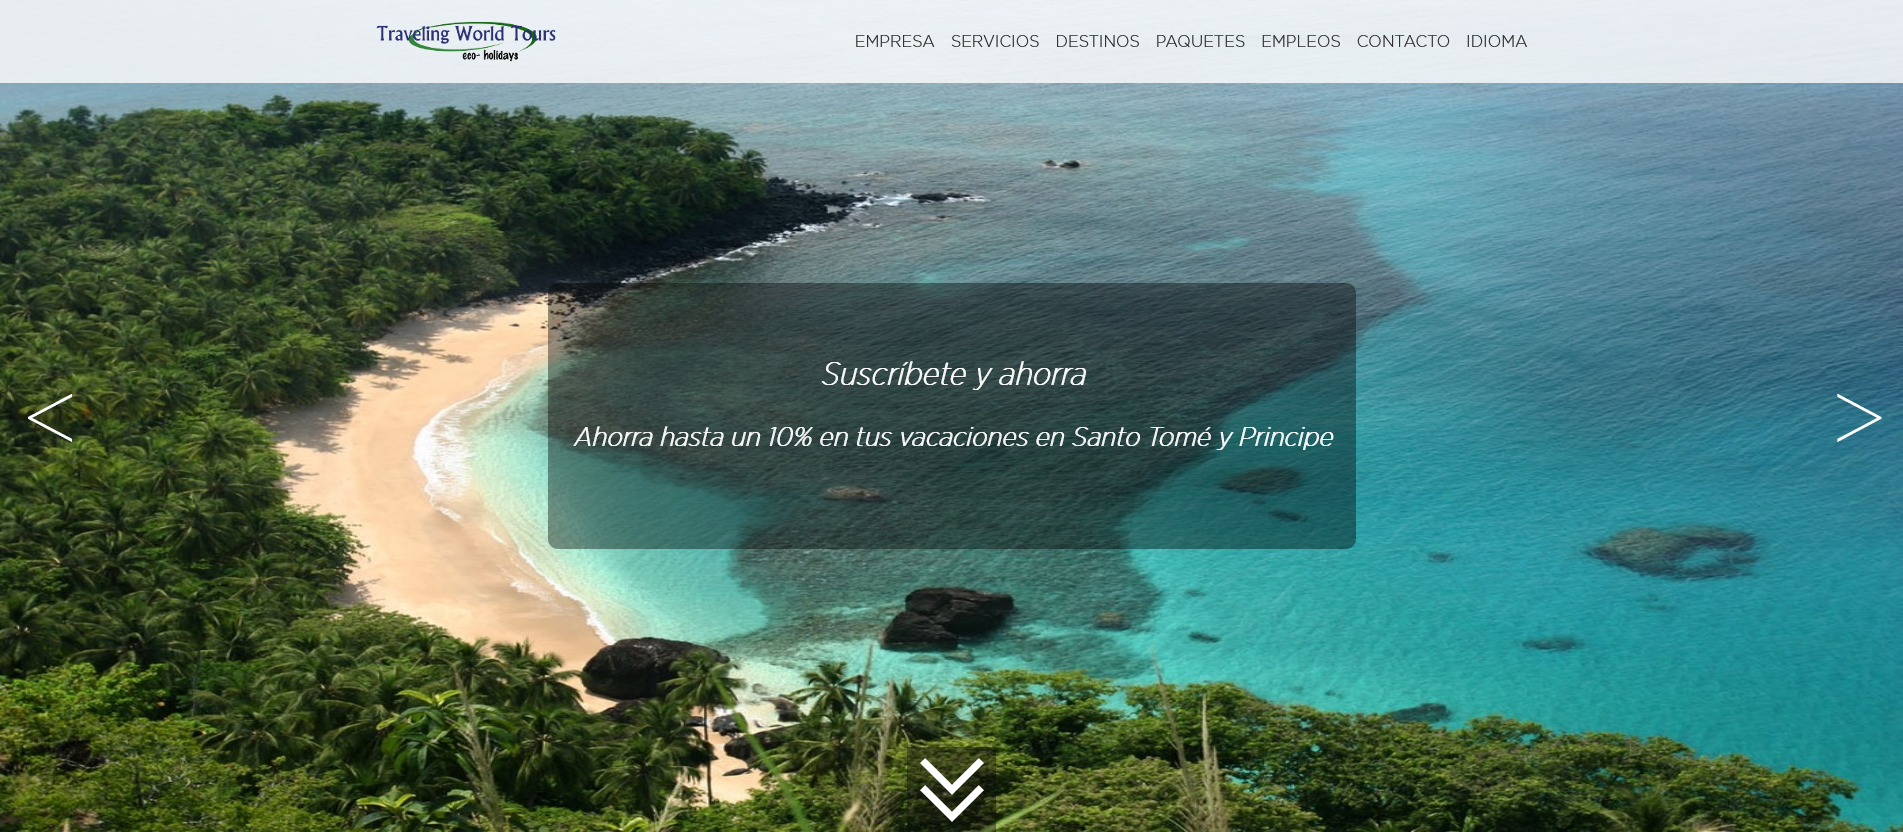 Traveling World Tours
eco- holidays
EMPRESA SERVICIOS DESTINOS PAQUETES EMPLEOS CONTACTO IDIOMA
Suscríbete y ahorra
Ahorra hasta un 10% en tus vacaciones en Santo Tomé y Principe